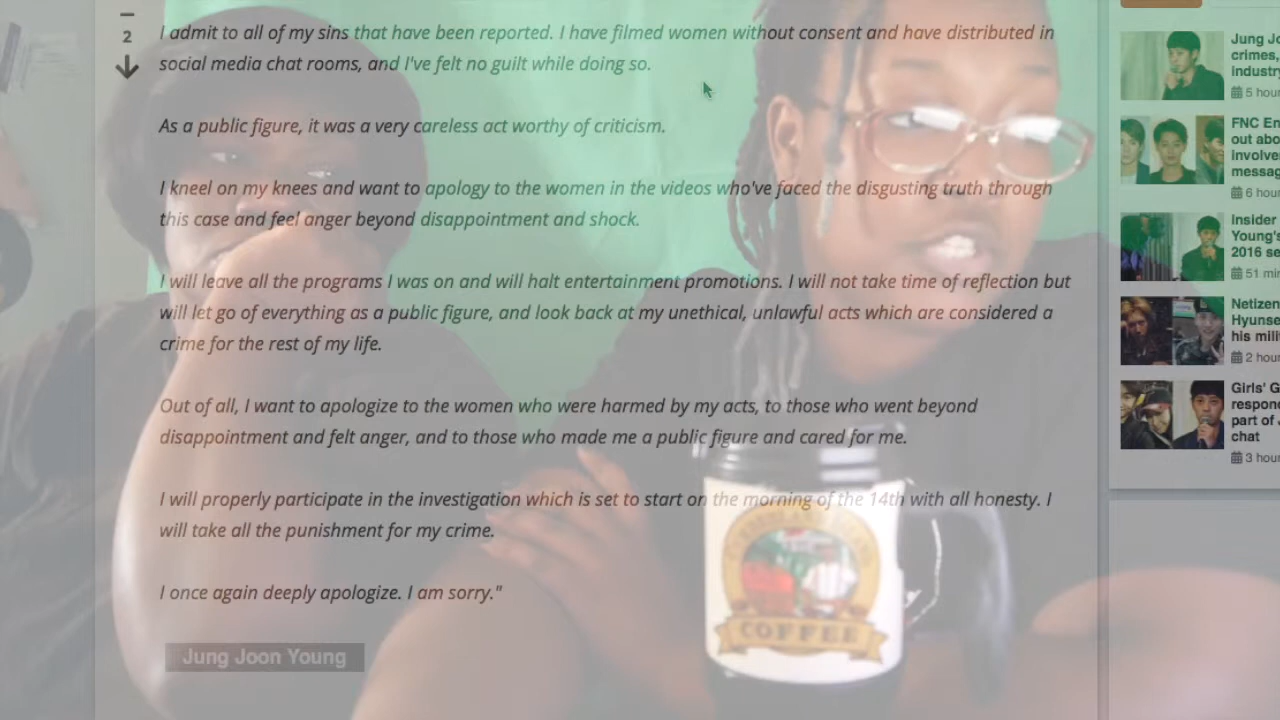 2
I admit to all of my sins that have been reported. I have filmed women without consent and have distributed in
social media chat rooms, and I've felt no guilt while doing so.
As a public figure, it was a very careless act worthy of criticism.
I kneel on my knees and want to apology to the women in the videos who've faced the disgusting truth through
this case and feel anger beyond disappointment and shock.
I will leave all the programs I was on and will halt entertainment promotions. I will not take time of reflection but
will let go of everything as a public figure, and look back at my unethical, unlawful acts which are considered a
crime for the rest of my life.
Out of all, I want to apologize to the women who were harmed by my acts, to those who went beyond
disappointment and felt anger, and to those who made me a public figure and cared for me.
I will properly participate in the investigation which is set to start on the morning of the 14th with all honesty. I
will take all the punishment for my crime.
I once again deeply apologize. I am sorry."
Jung Joon Young
Jung Jo
crimes,
industry
5 hour
FNC En
out abo
involve
messag
6 hour
Insider
Young's
2016 se
51 min
Netizen
Hyunse
his mili
2 hour
Girls' G
respon
part of J
chat
3 hour
COFFEE